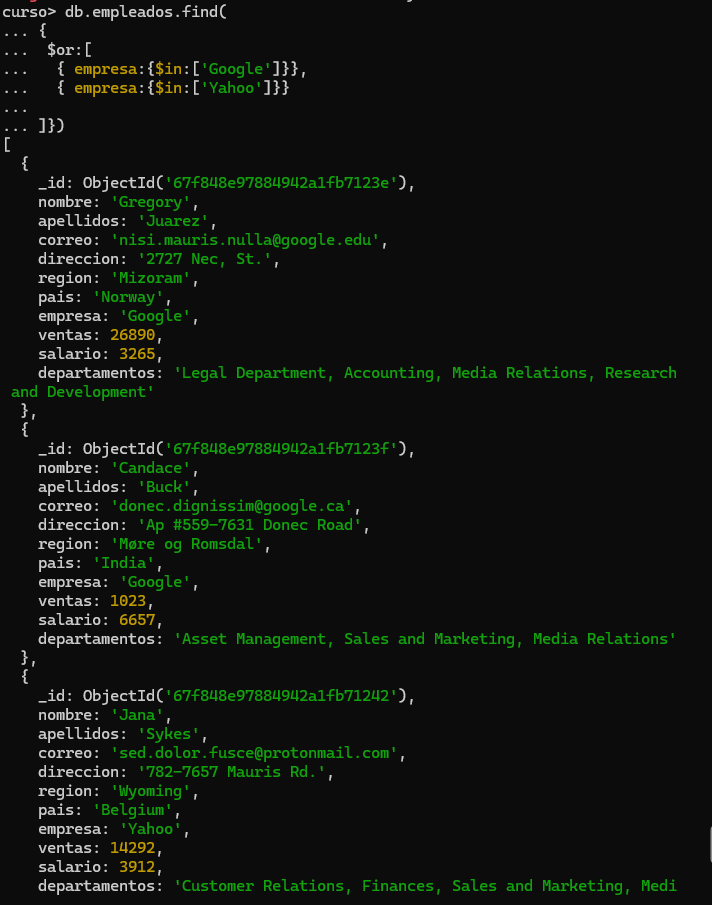 curso> db.empleados.find(
... {
...  $or:[
...   { empresa:{$in:['Google']}},
...   { empresa:{$in:['Yahoo']}}
...
... ]})
[
  {
    _id: ObjectId('67f848e97884942a1fb7123e'),
    nombre: 'Gregory',
    apellidos: 'Juarez',
    correo: 'nisi.mauris.nulla@google.edu',
    direccion: '2727 Nec, St.',
    region: 'Mizoram',
    pais: 'Norway',
    empresa: 'Google',
    ventas: 26890,
    salario: 3265,
    departamentos: 'Legal Department, Accounting, Media Relations, Research
 and Development'
  },
  {
    _id: ObjectId('67f848e97884942a1fb7123f'),
    nombre: 'Candace',
    apellidos: 'Buck',
    correo: 'donec.dignissim@google.ca',
    direccion: 'Ap #559-7631 Donec Road',
    region: 'Møre og Romsdal',
    pais: 'India',
    empresa: 'Google',
    ventas: 1023,
    salario: 6657,
    departamentos: 'Asset Management, Sales and Marketing, Media Relations'
  },
  {
    _id: ObjectId('67f848e97884942a1fb71242'),
    nombre: 'Jana',
    apellidos: 'Sykes',
    correo: 'sed.dolor.fusce@protonmail.com',
    direccion: '782-7657 Mauris Rd.',
    region: 'Wyoming',
    pais: 'Belgium',
    empresa: 'Yahoo',
    ventas: 14292,
    salario: 3912,
    departamentos: 'Customer Relations, Finances, Sales and Marketing, Medi